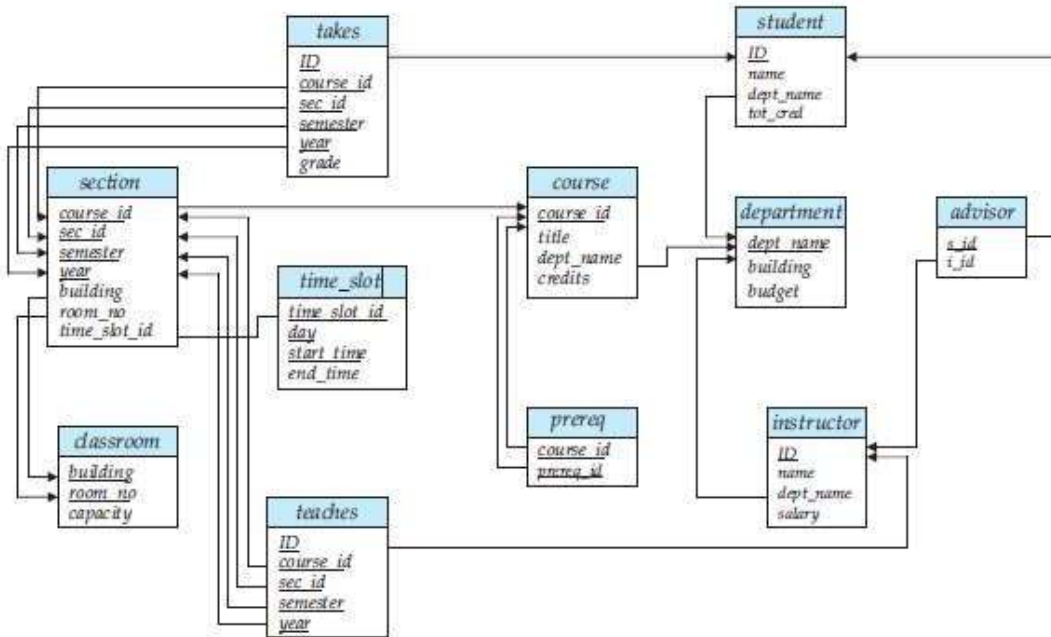 takes
ID
course_id
sec_id
semester
year
grade
student
ID
name
dept_name
tot_cred
section
course_id
sec_id
semester
year
building
room_no
time_slot_id
course
course_id
title
dept_name
credits
department
dept_name
building
budget
advisor
s_id
i_id
time_slot
time_slot_id
day
start_time
end_time
classroom
building
room_no
capacity
prereq
course_id
prereq_id
instructor
ID
name
dept_name
salary
teaches
ID
course_id
sec_id
semester
year